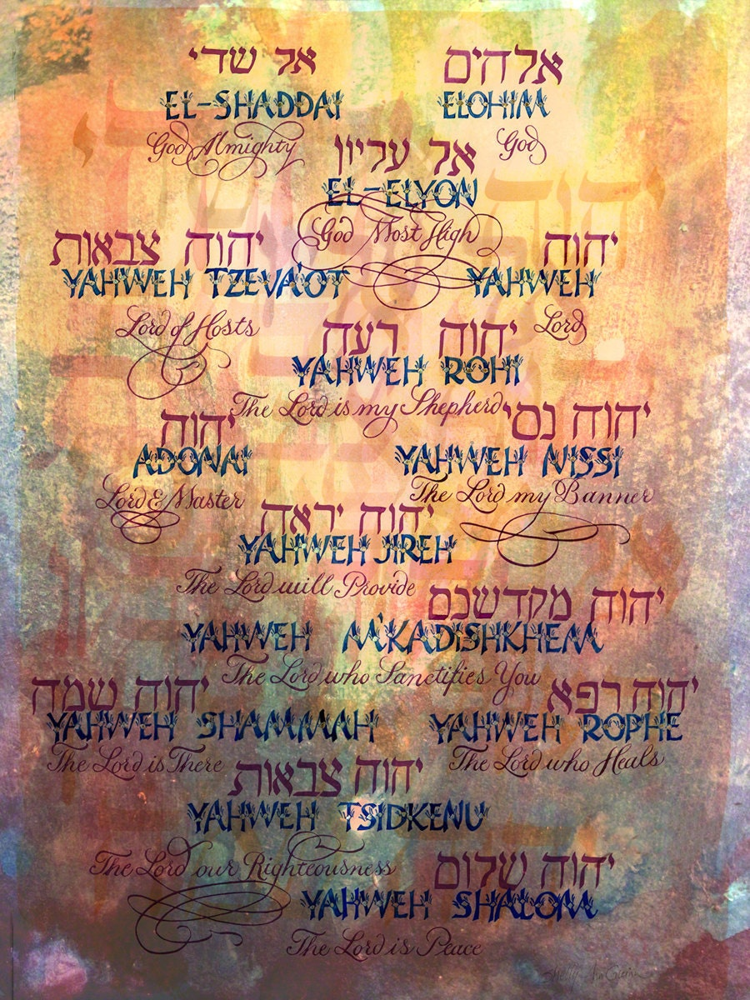 אל שדי
EL-SHADDAI
God Almighty
אלהים
ELOHIM
God
אל עליון
EL-ELYON
God Most High
יהוה צבאות
YAHWEH TZEVA'OT
Lord of Hosts
יהוה
YAHWEH
Lord
יהוה רעה
YAHWEH ROHI
The Lord is my Shepherd
יהוה
ADONAI
Lord & Master
יהוה נסי
YAHWEH NISSI
The Lord my Banner
יהוה יראה
YAHWEH JIREH
The Lord will Provide
יהוה מקדשכם
YAHWEH M'KADISHKHEM
The Lord who Sanctifies You
יהוה שמה
YAHWEH SHAMMAH
The Lord is There
יהוה רפא
YAHWEH ROPHE
The Lord who Heals
יהוה צבאות
YAHWEH TSIDKENU
The Lord our Righteousness
יהוה שלום
YAHWEH SHALOM
The Lord is Peace